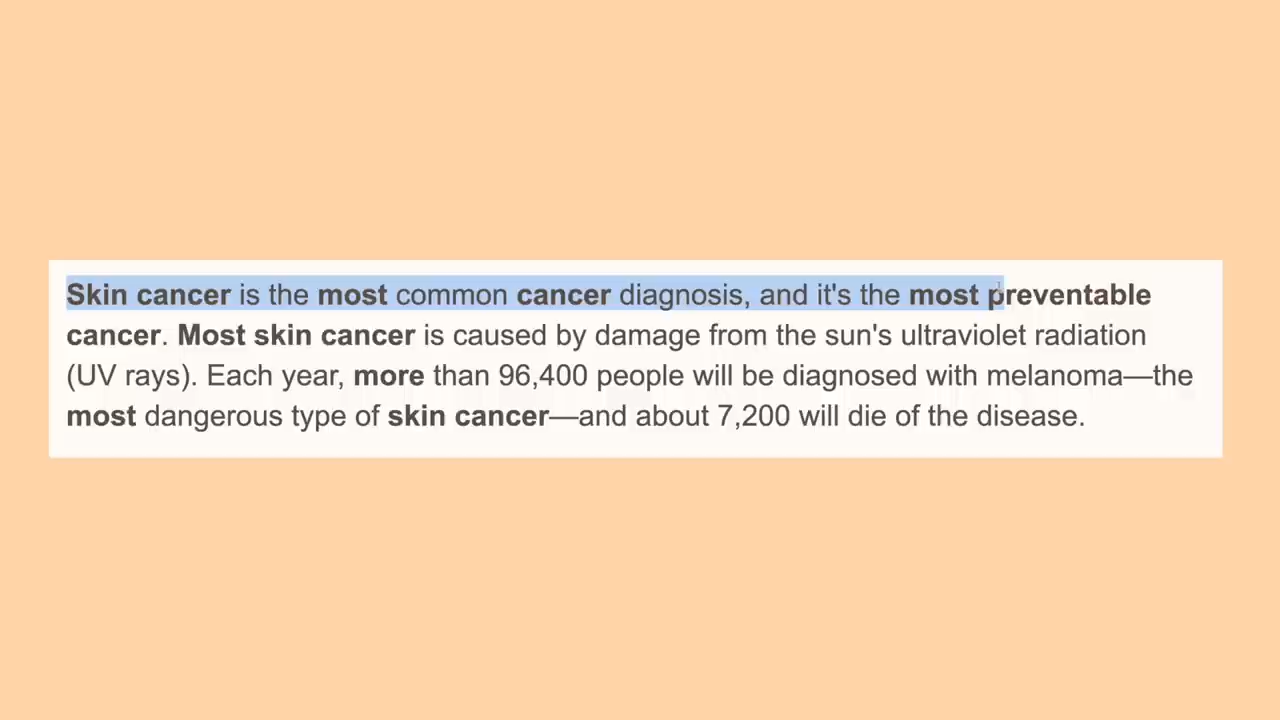 Skin cancer is the most common cancer diagnosis, and it's the most preventable
cancer. Most skin cancer is caused by damage from the sun's ultraviolet radiation
(UV rays). Each year, more than 96,400 people will be diagnosed with melanoma—the
most dangerous type of skin cancer—and about 7,200 will die of the disease.